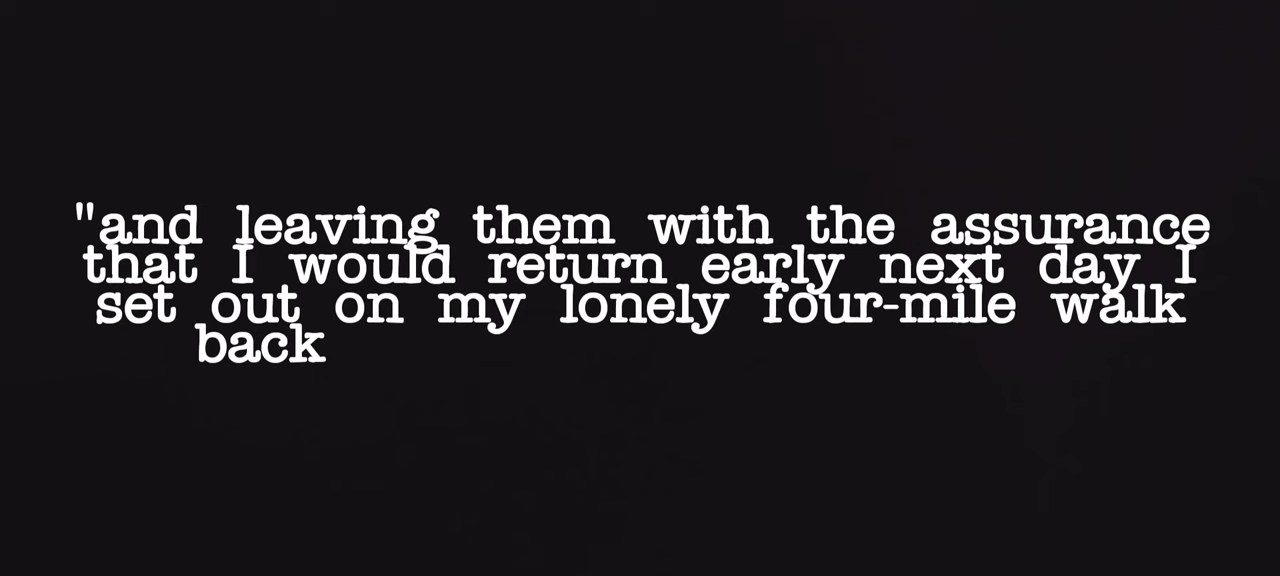 "and leaving them with the assurance
that I would return early next day I
set out on my lonely four-mile walk
back